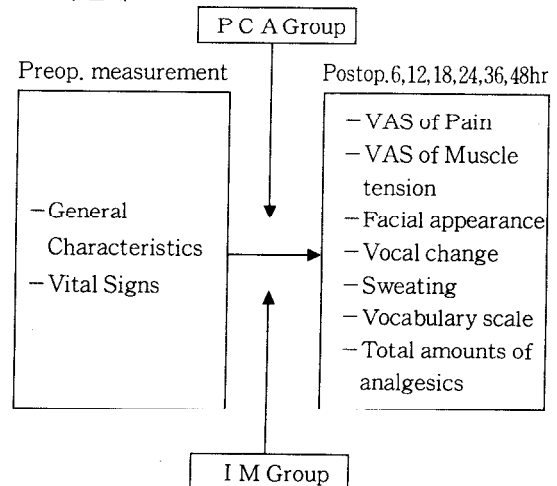 P C A Group
Preop. measurement
Postop. 6,12,18,24,36,48hr
－General
Characteristics
－Vital Signs
－VAS of Pain
－VAS of Muscle
tension
－Facial appearance
－Vocal change
－Sweating
－Vocabulary scale
－Total amounts of
analgesics
I M Group